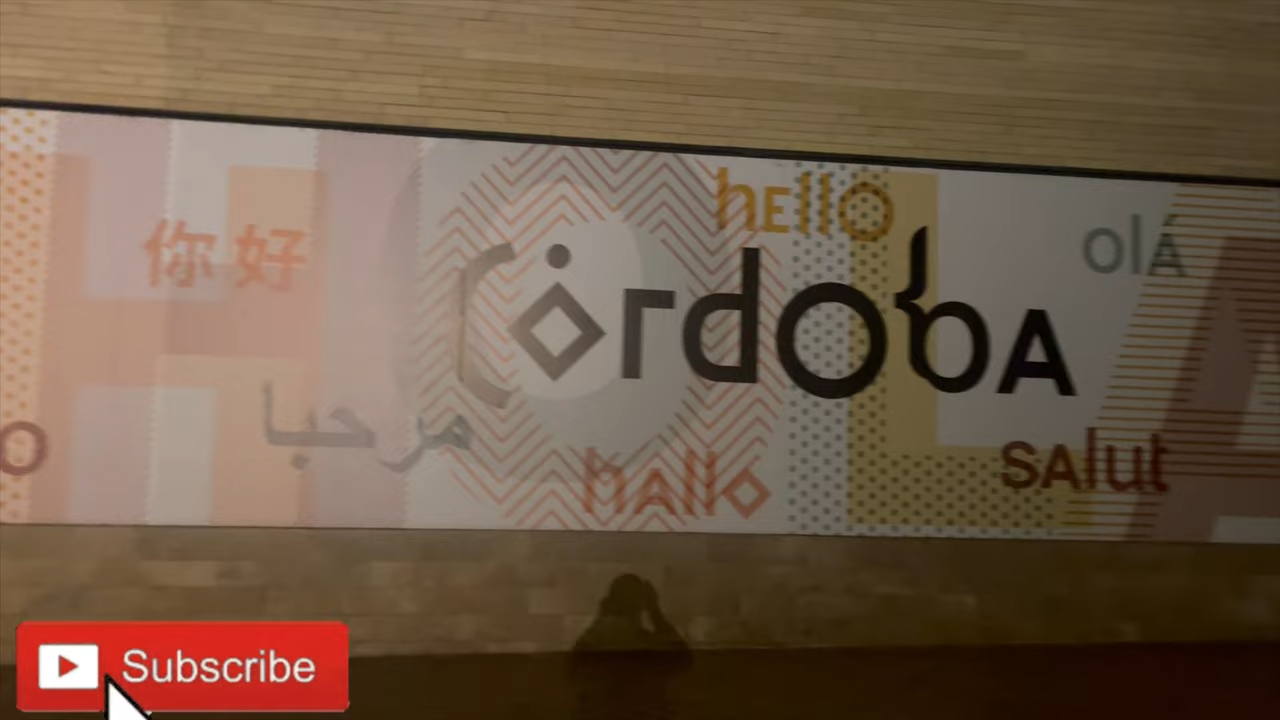 hEllO
olÁ
你好
CórdobA
مرحبا
O
hAllo
sAlut
Subscribe